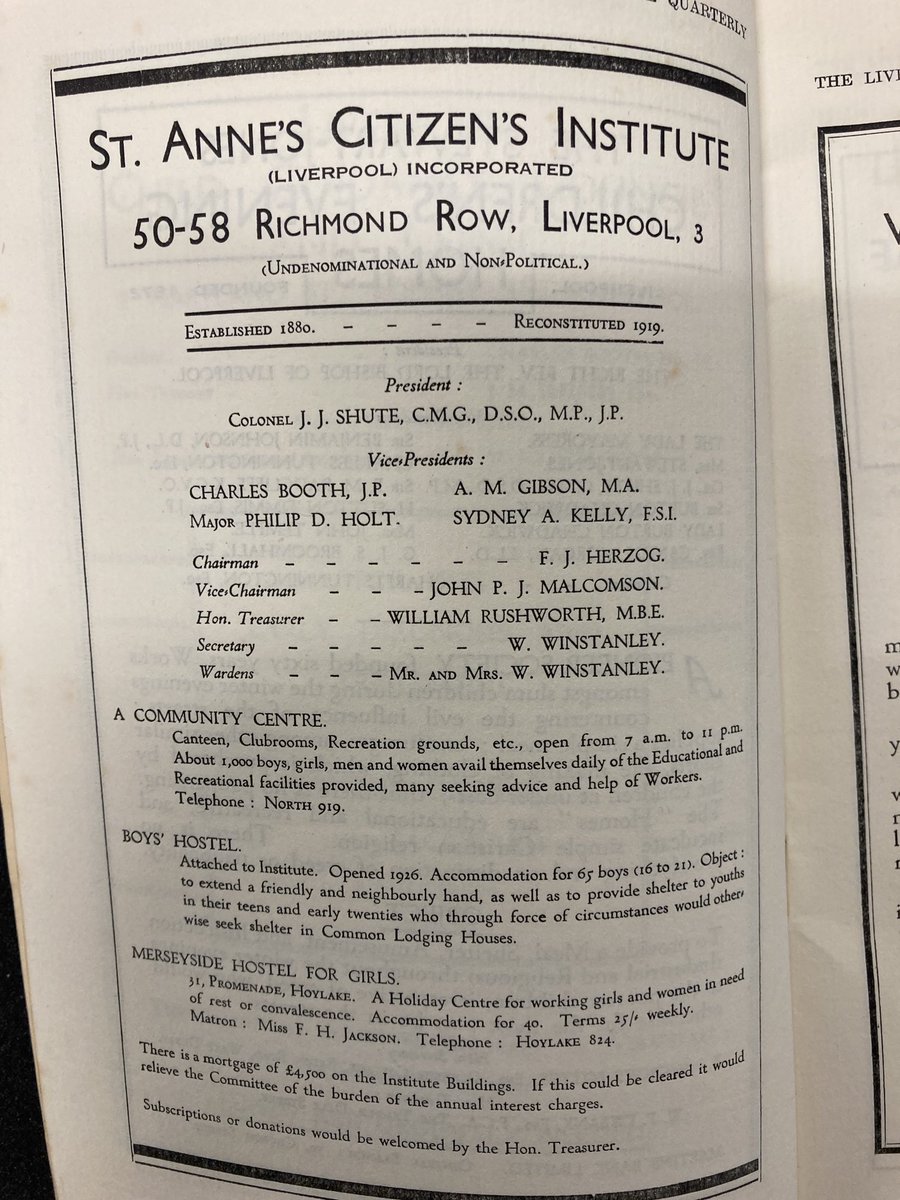 QUARTERLY
ST. ANNE'S CITIZEN'S INSTITUTE
(LIVERPOOL) INCORPORATED
50-58 RICHMOND ROW, LIVERPOOL, 3
(UNDENOMINATIONAL AND NON-POLITICAL.)
ESTABLISHED 1880. – – – – RECONSTITUTED 1919.
President :
COLONEL J. J. SHUTE, C.M.G., D.S.O., M.P., J.P.
Vice-Presidents :
CHARLES BOOTH, J.P. A. M. GIBSON, M.A.
MAJOR PHILIP D. HOLT. SYDNEY A. KELLY, F.S.I.
Chairman – – – – – – F. J. HERZOG.
Vice-Chairman – – – JOHN P. J. MALCOMSON.
Hon. Treasurer – – WILLIAM RUSHWORTH, M.B.E.
Secretary – – – – – W. WINSTANLEY.
Wardens – – – MR. AND MRS. W. WINSTANLEY.
A COMMUNITY CENTRE.
Canteen, Clubrooms, Recreation grounds, etc., open from 7 a.m. to 11 p.m.
About 1,000 boys, girls, men and women avail themselves daily of the Educational and
Recreational facilities provided, many seeking advice and help of Workers.
Telephone : NORTH 919.
BOYS' HOSTEL.
Attached to Institute. Opened 1926. Accommodation for 65 boys (16 to 21). Object :
to extend a friendly and neighbourly hand, as well as to provide shelter to youths
in their teens and early twenties who through force of circumstances would other-
wise seek shelter in Common Lodging Houses.
MERSEYSIDE HOSTEL FOR GIRLS.
31, PROMENADE, HOYLAKE. A Holiday Centre for working girls and women in need
of rest or convalescence. Accommodation for 40. Terms 25/- weekly.
Matron : MISS F. H. JACKSON. Telephone : HOYLAKE 824.
There is a mortgage of £4,500 on the Institute Buildings. If this could be cleared it would
relieve the Committee of the burden of the annual interest charges.
Subscriptions or donations would be welcomed by the Hon. Treasurer.
THE